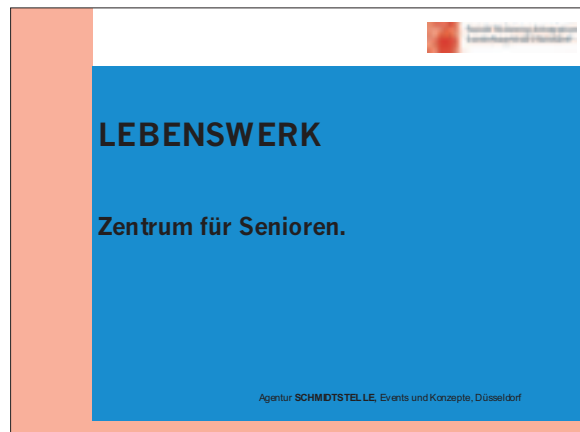 LEBENSWERK
Zentrum für Senioren.
Agentur SCHMIDTSTELLE, Events und Konzepte, Düsseldorf